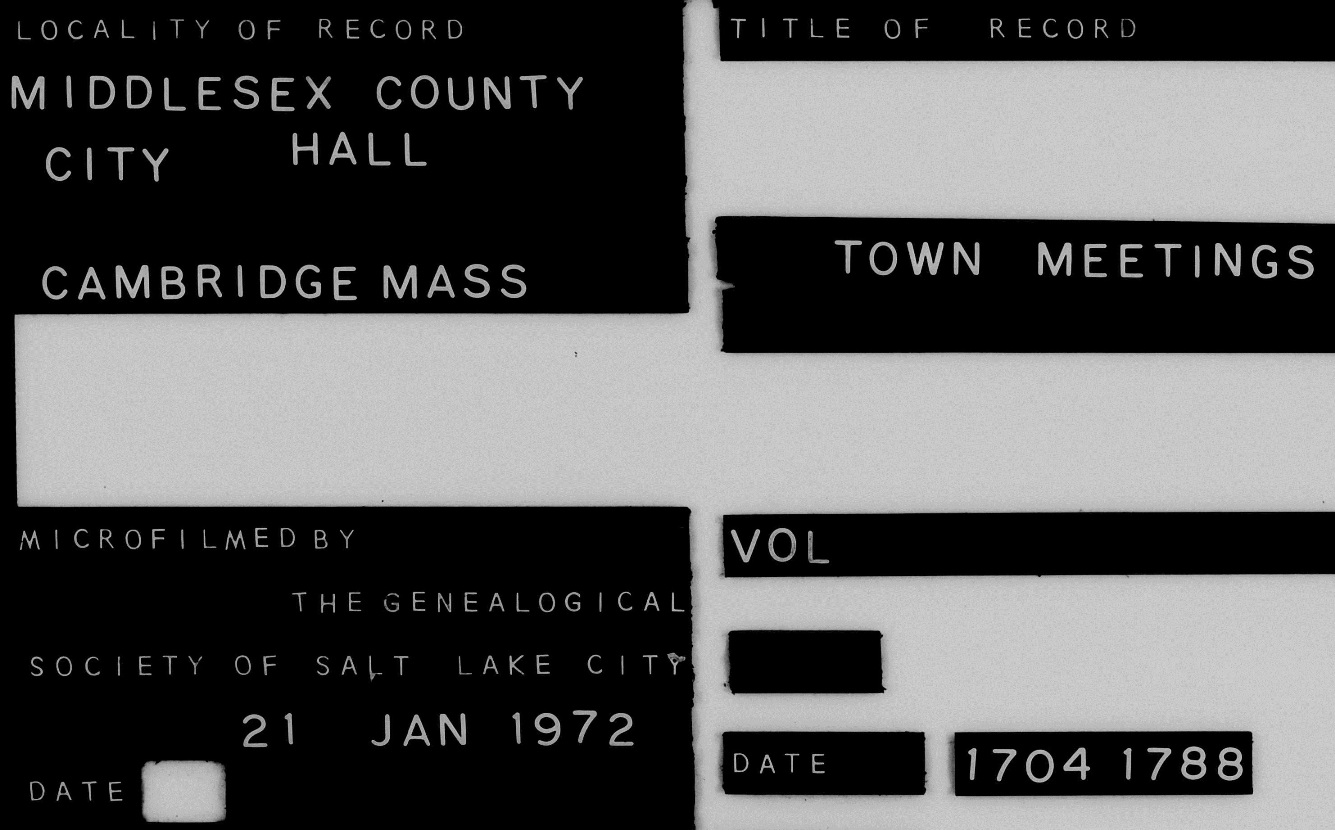 LOCALITY OF RECORD
MIDDLESEX COUNTY
CITY HALL
CAMBRIDGE MASS
MICROFILMED BY
THE GENEALOGICAL
SOCIETY OF SALT LAKE CITY
21 JAN 1972
DATE
TITLE OF RECORD
TOWN MEETINGS
VOL
DATE 1704 1788